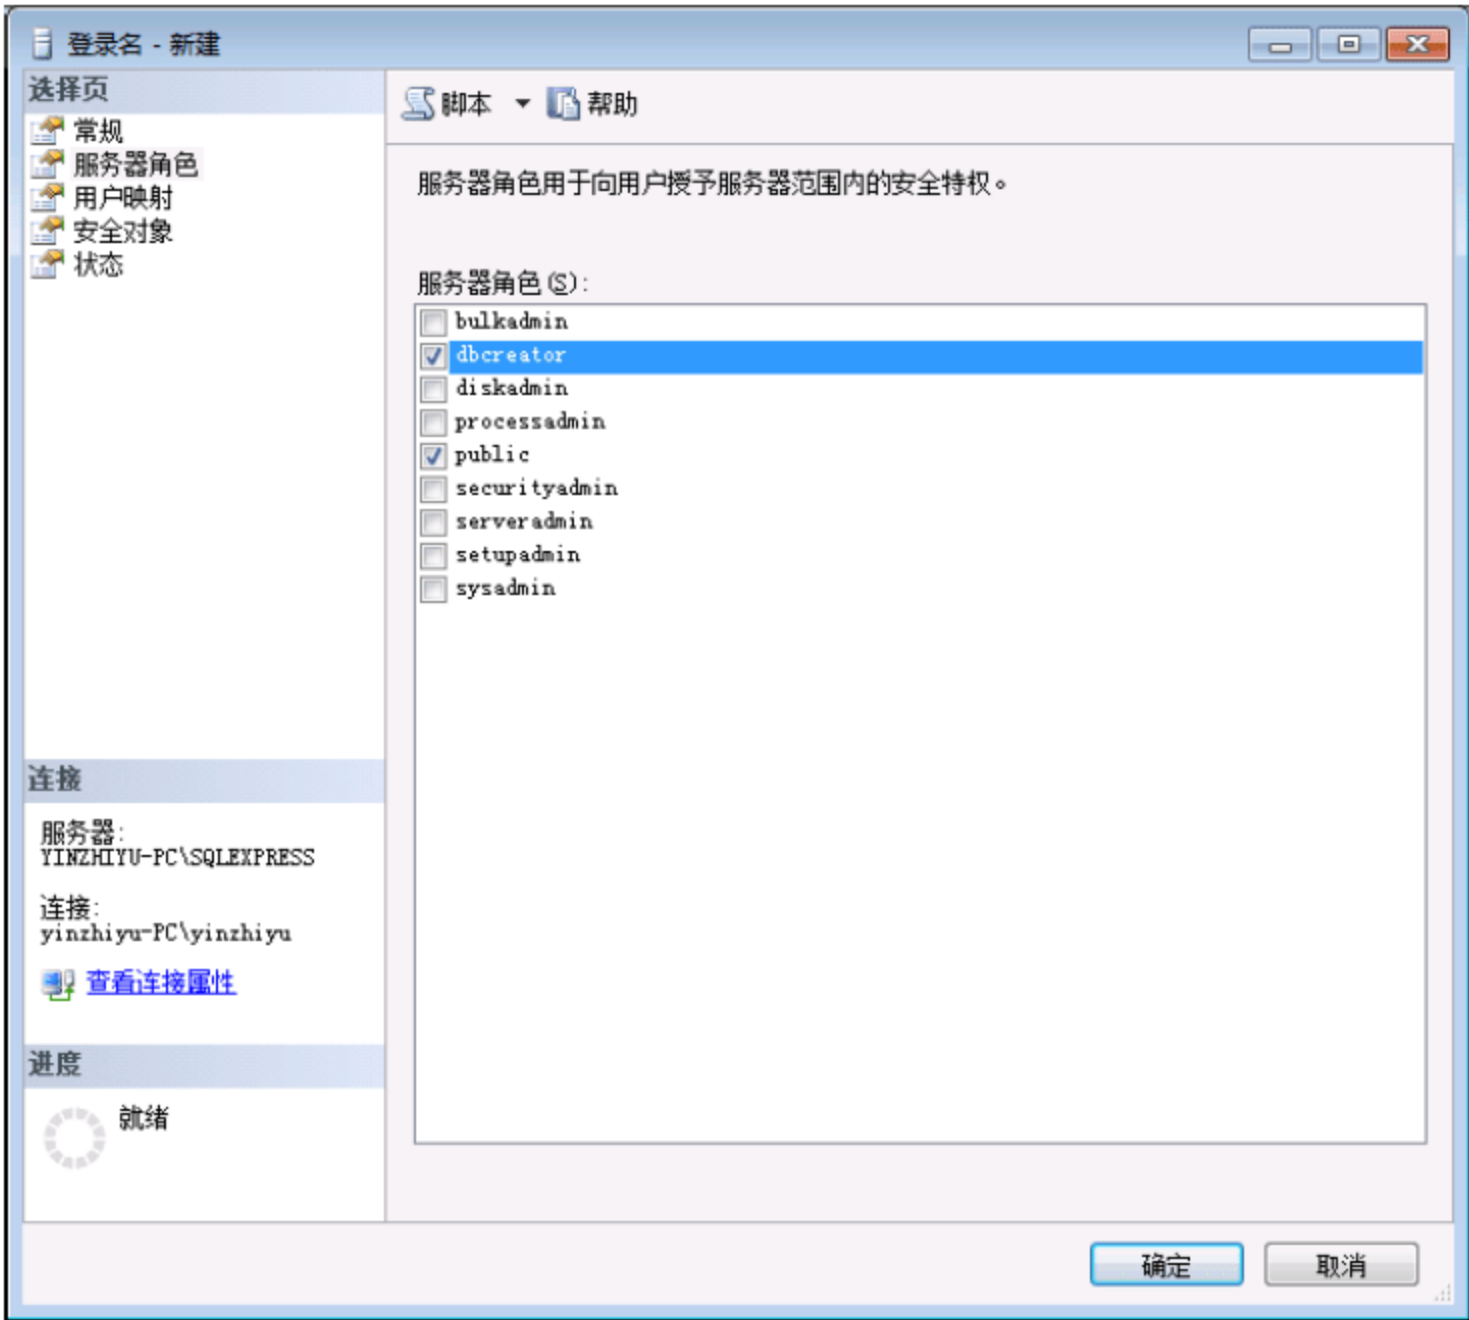 登录名 - 新建
选择页
常规
服务器角色
用户映射
安全对象
状态
脚本
帮助
服务器角色用于向用户授予服务器范围内的安全特权。
服务器角色(S):
bulkadmin
dbcreator
diskadmin
processadmin
public
securityadmin
serveradmin
setupadmin
sysadmin
连接
服务器:
YINZHIYU-PC\SQLEXPRESS
连接:
yinzhiyu-PC\yinzhiyu
查看连接属性
进度
就绪
确定
取消